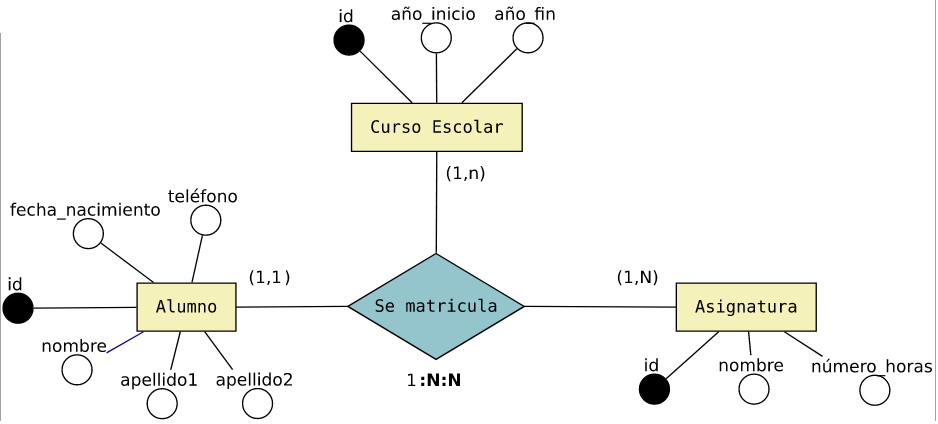 id
año_inicio
año_fin
Curso Escolar
(1,n)
teléfono
fecha_nacimiento
id
Alumno
(1,1)
Se matricula
(1,N)
Asignatura
nombre
apellido1
apellido2
1:N:N
id
nombre
número_horas